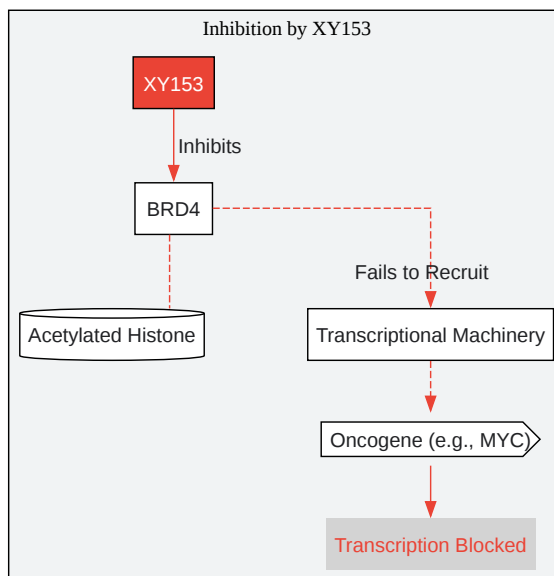 Inhibition by XY153
XY153
Inhibits
BRD4
Fails to Recruit
Acetylated Histone
Transcriptional Machinery
Oncogene (e.g., MYC)
Transcription Blocked